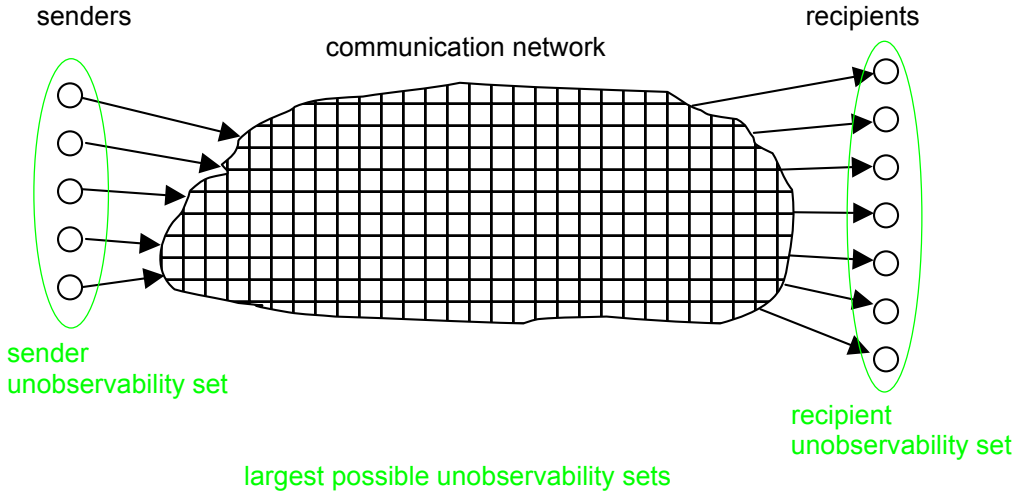 senders
recipients
communication network
sender
unobservability set
recipient
unobservability set
largest possible unobservability sets